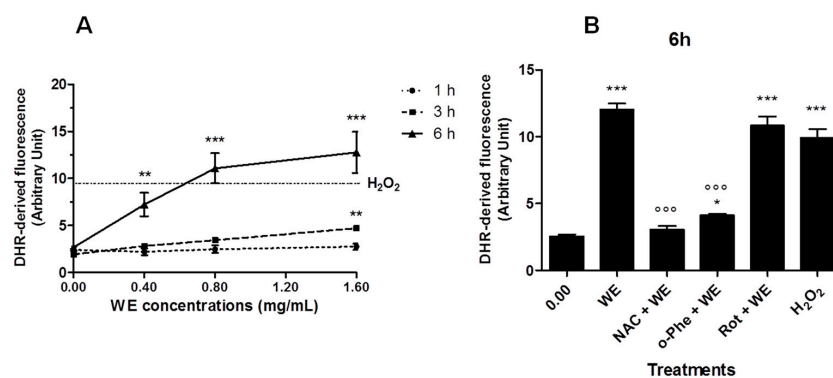 A
DHR-derived fluorescence
(Arbitrary Unit)
20
15
10
5
0
**
***
***
**
H₂O₂
1 h
3 h
6 h
0.00
0.40
0.80
1.20
1.60
WE concentrations (mg/mL)
B
6h
DHR-derived fluorescence
(Arbitrary Unit)
15
10
5
0
***
°°°
°°°
*
***
***
0.00
WE
NAC + WE
o-Phe + WE
Rot + WE
H₂O₂
Treatments